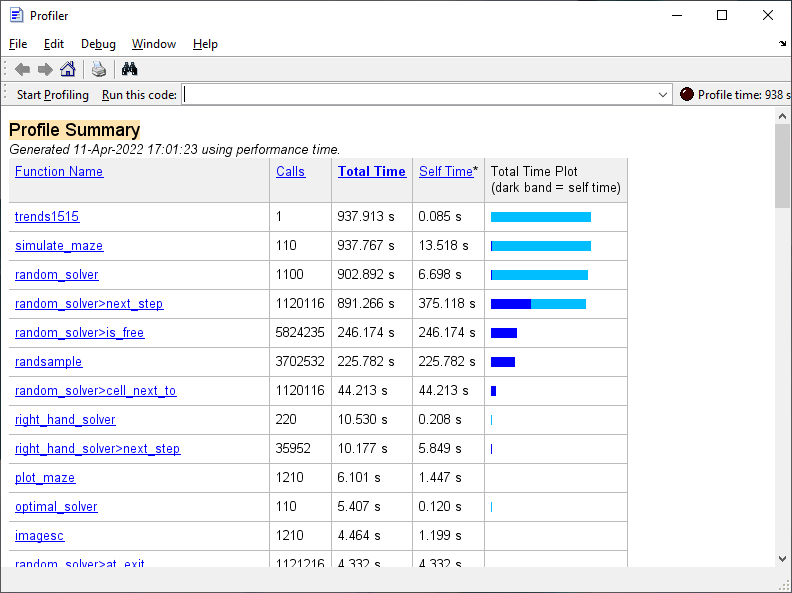 Profiler
File Edit Debug Window Help
Start Profiling Run this code: Profile time: 938 s
Profile Summary
Generated 11-Apr-2022 17:01:23 using performance time.
Function Name Calls Total Time Self Time* Total Time Plot
(dark band = self time)
trends1515 1 937.913 s 0.085 s
simulate_maze 110 937.767 s 13.518 s
random_solver 1100 902.892 s 6.698 s
random_solver>next_step 1120116 891.266 s 375.118 s
random_solver>is_free 5824235 246.174 s 246.174 s
randsample 3702532 225.782 s 225.782 s
random_solver>cell_next_to 1120116 44.213 s 44.213 s
right_hand_solver 220 10.530 s 0.208 s
right_hand_solver>next_step 35952 10.177 s 5.849 s
plot_maze 1210 6.101 s 1.447 s
optimal_solver 110 5.407 s 0.120 s
imagesc 1210 4.464 s 1.199 s
random_solver>at_exit 1121216 4.332 s 4.332 s